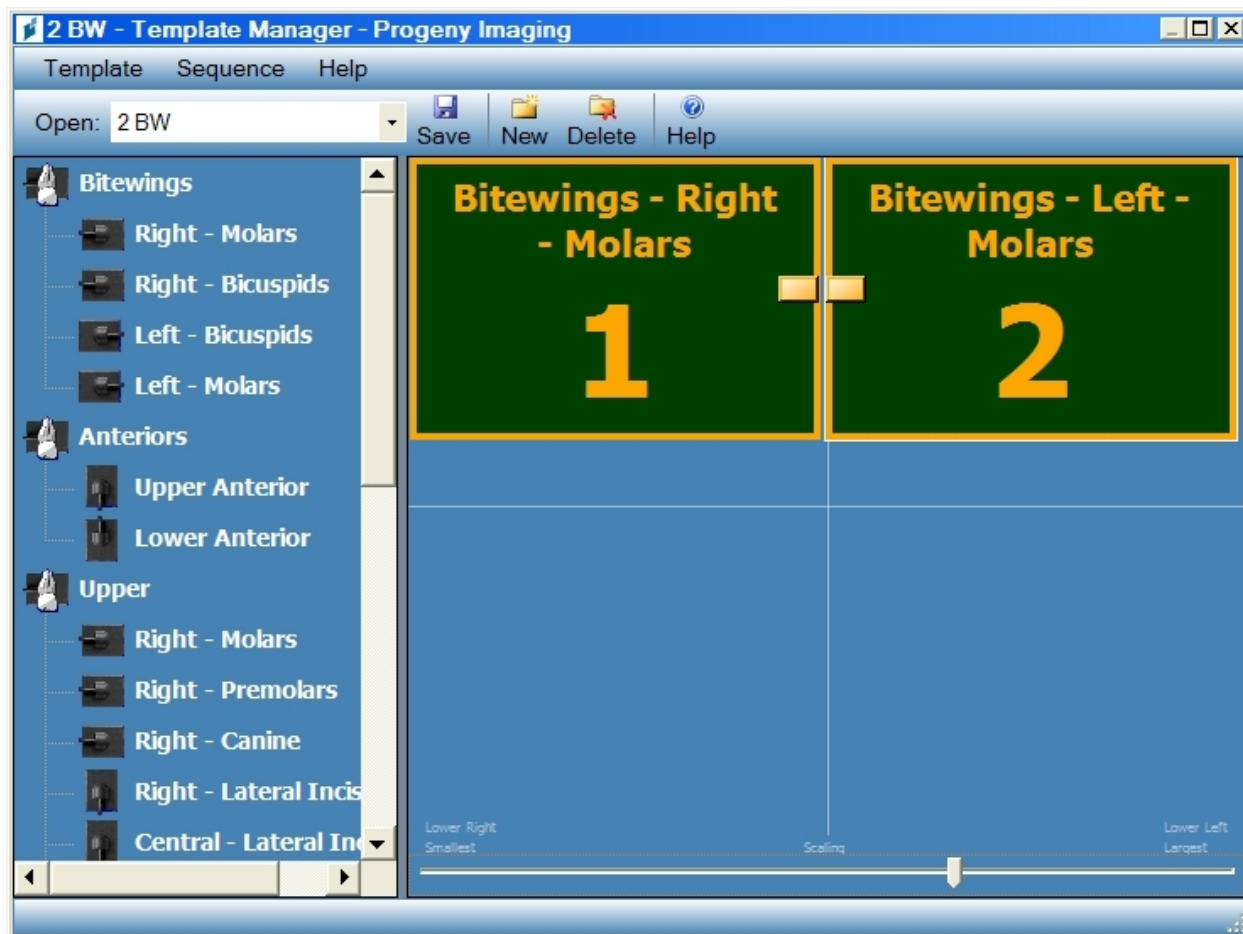 2 BW - Template Manager - Progeny Imaging
Template Sequence Help
Open: 2 BW Save New Delete Help
Bitewings
Right - Molars
Right - Bicuspids
Left - Bicuspids
Left - Molars
Anteriors
Upper Anterior
Lower Anterior
Upper
Right - Molars
Right - Premolars
Right - Canine
Right - Lateral Incis
Central - Lateral Inc
Bitewings - Right
- Molars
1
Bitewings - Left -
Molars
2
Lower Right
Lower Left
Smallest Scaling Largest